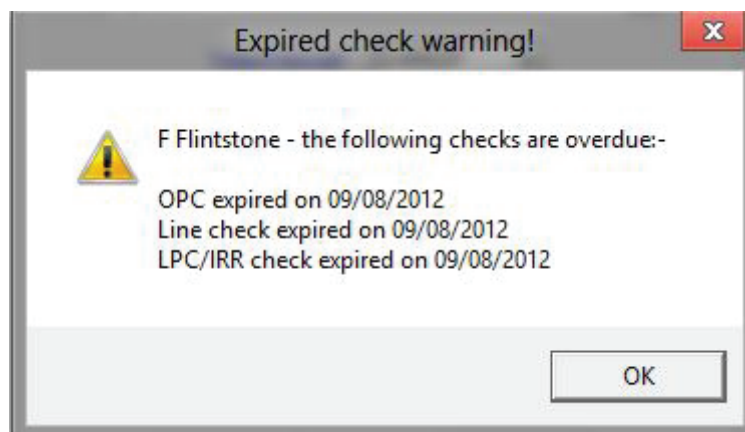 Expired check warning!
F Flintstone - the following checks are overdue:-
OPC expired on 09/08/2012
Line check expired on 09/08/2012
LPC/IRR check expired on 09/08/2012
OK